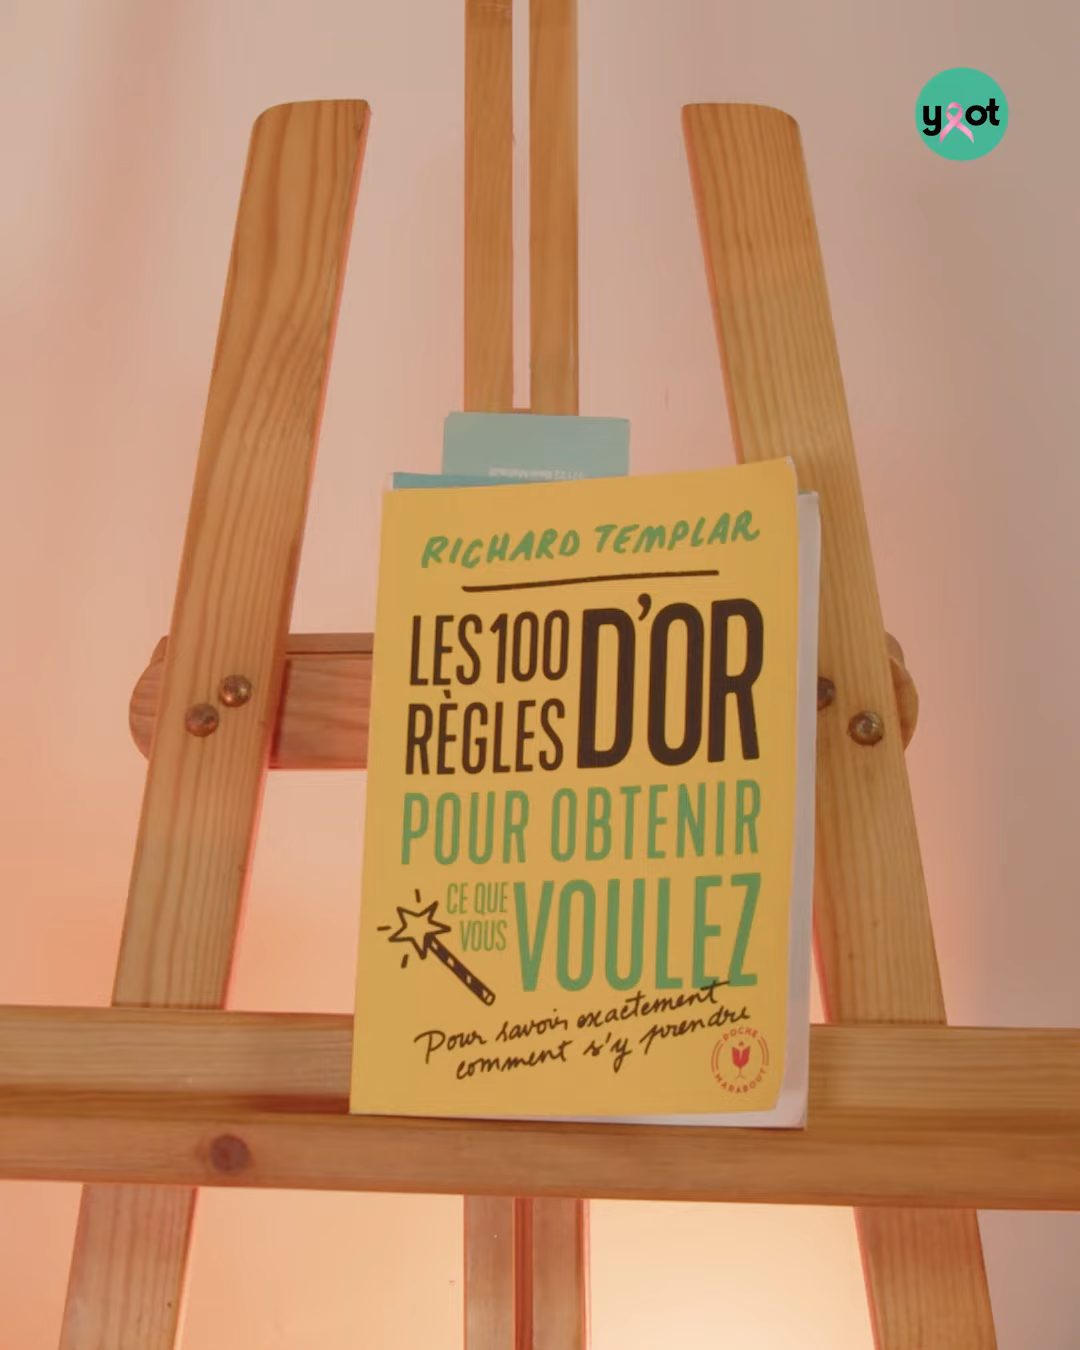 yoot
RICHARD TEMPLAR
LES 100
RÈGLES
D'OR
POUR OBTENIR
CE QUE
VOUS
VOULEZ
Pour savoir exactement
comment s'y prendre
POCHE
MARABOUT